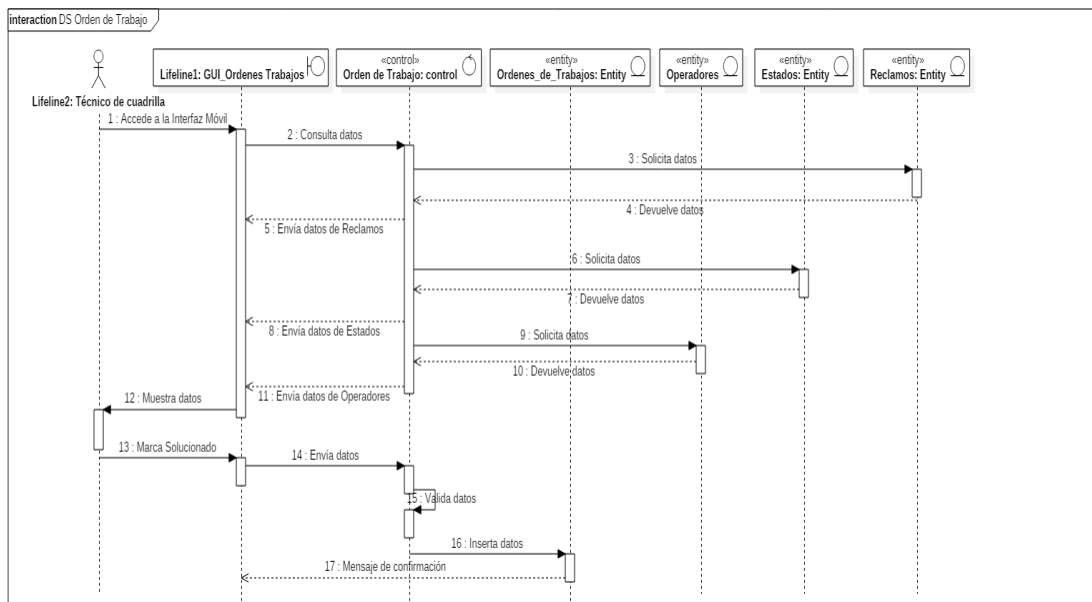 interaction DS Orden de Trabajo
Lifeline2: Técnico de cuadrilla
Lifeline1: GUI_Ordenes Trabajos
«control»
Orden de Trabajo: control
«entity»
Ordenes_de_Trabajos: Entity
«entity»
Operadores
«entity»
Estados: Entity
«entity»
Reclamos: Entity
1 : Accede a la Interfaz Móvil
2 : Consulta datos
3 : Solicita datos
4 : Devuelve datos
5 : Envía datos de Reclamos
6 : Solicita datos
7 : Devuelve datos
8 : Envía datos de Estados
9 : Solicita datos
10 : Devuelve datos
11 : Envía datos de Operadores
12 : Muestra datos
13 : Marca Solucionado
14 : Envía datos
15 : Valida datos
16 : Inserta datos
17 : Mensaje de confirmación